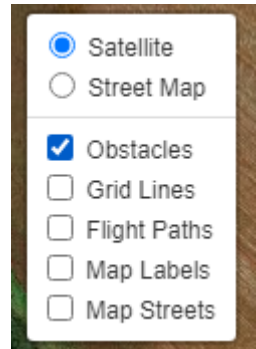 Satellite
Street Map
Obstacles
Grid Lines
Flight Paths
Map Labels
Map Streets